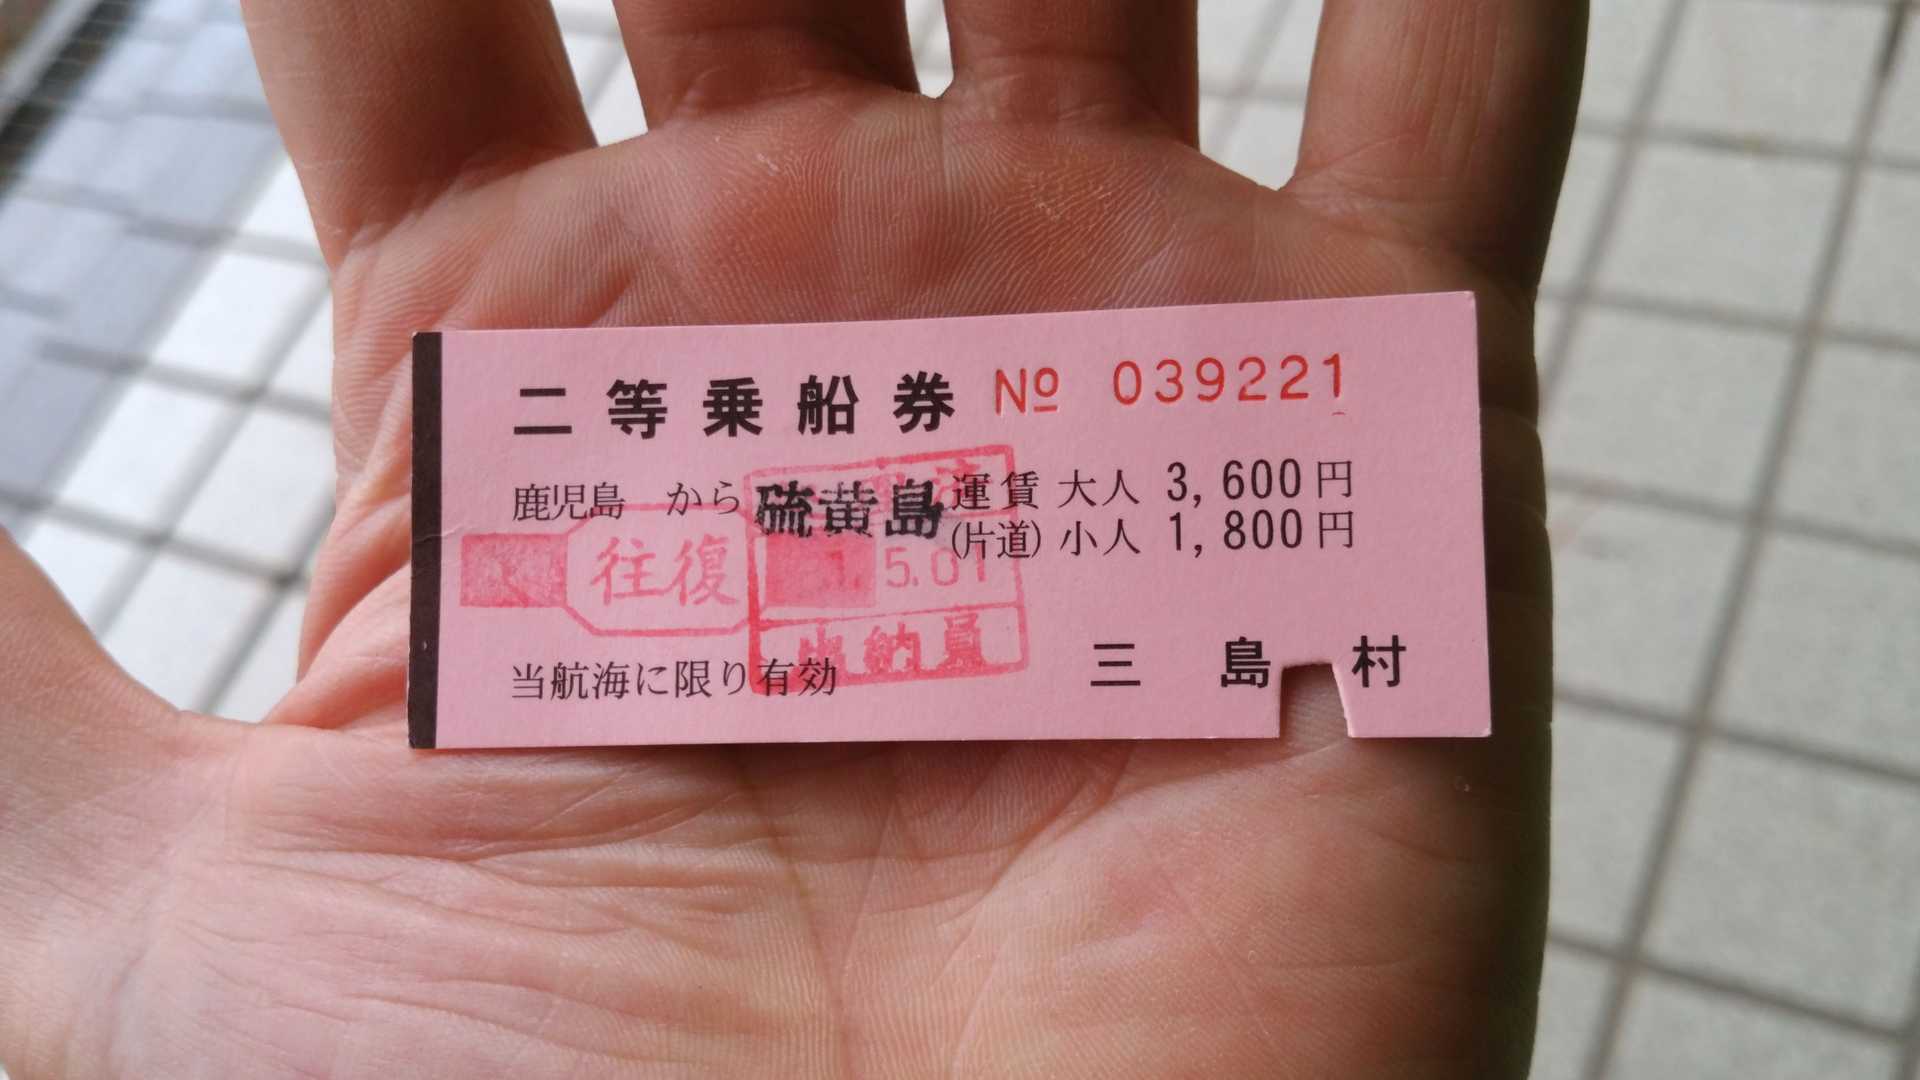 二等乗船券 № 039221
鹿児島 から 硫黄島 運賃 大人 3,600円
(片道) 小人 1,800円
往復
1. 5.01
出納員
三島村
当航海に限り有効